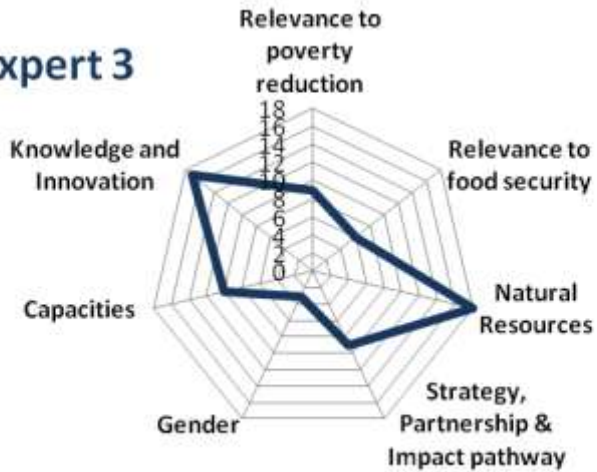 xpert 3
Relevance to
poverty
reduction
18
16
14
12
10
8
6
4
2
0
Knowledge and
Innovation
Relevance to
food security
Capacities
Natural
Resources
Gender
Strategy,
Partnership &
Impact pathway